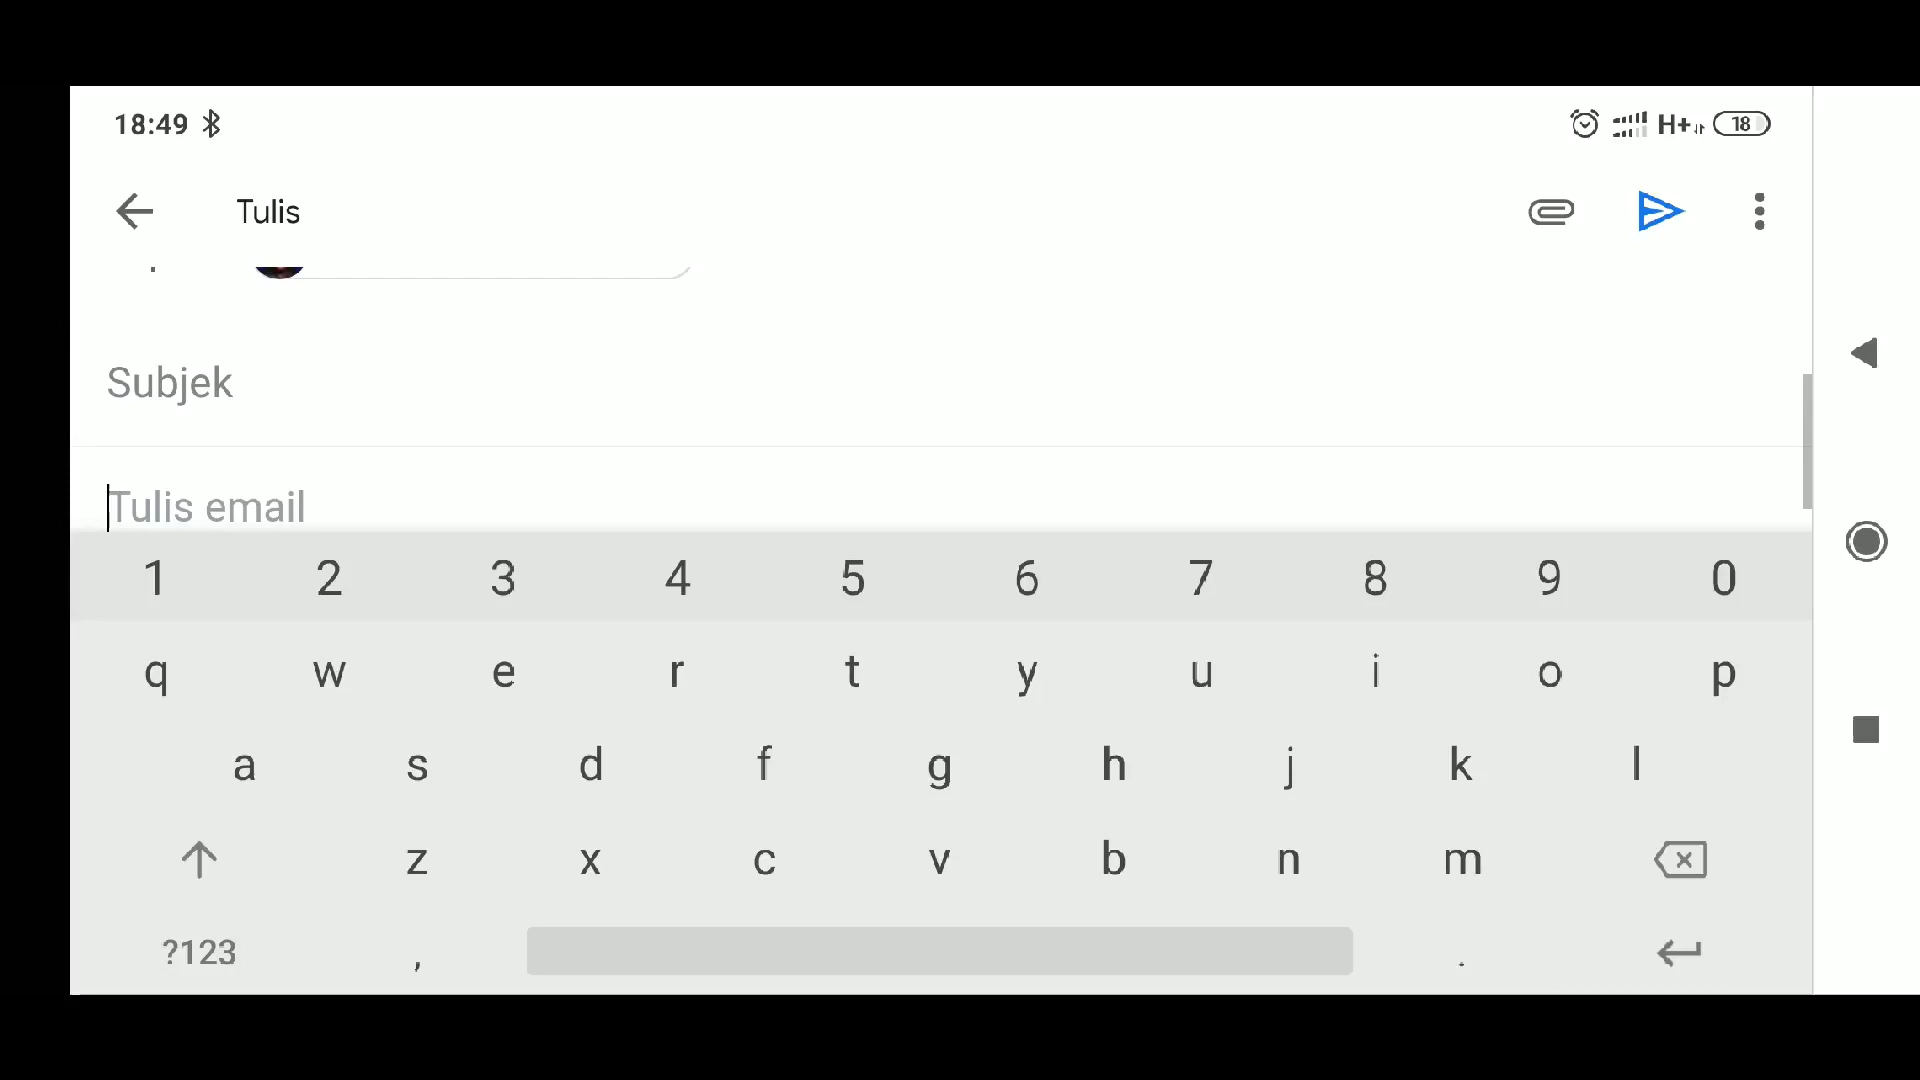 18:49 H+ 18
Tulis
Subjek
Tulis email
1 2 3 4 5 6 7 8 9 0
q w e r t y u i o p
a s d f g h j k l
z x c v b n m
?123 , .